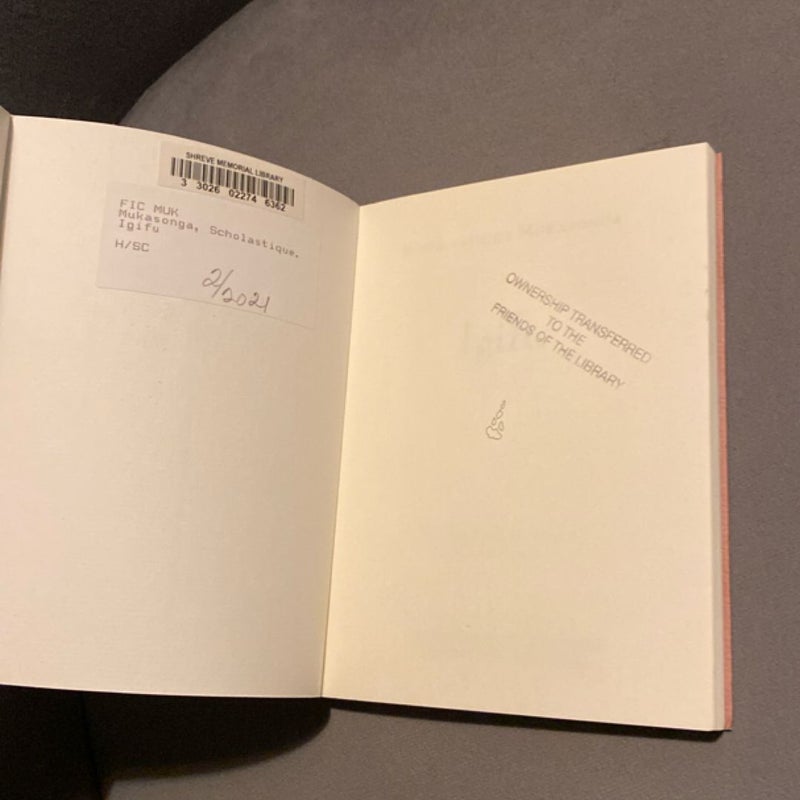 SHREVE MEMORIAL LIBRARY
3 3026 02274 6362
FIC MUK
Mukasonga, Scholastique.
Igifu
H/SC
2/2021
OWNERSHIP TRANSFERRED
TO THE
FRIENDS OF THE LIBRARY